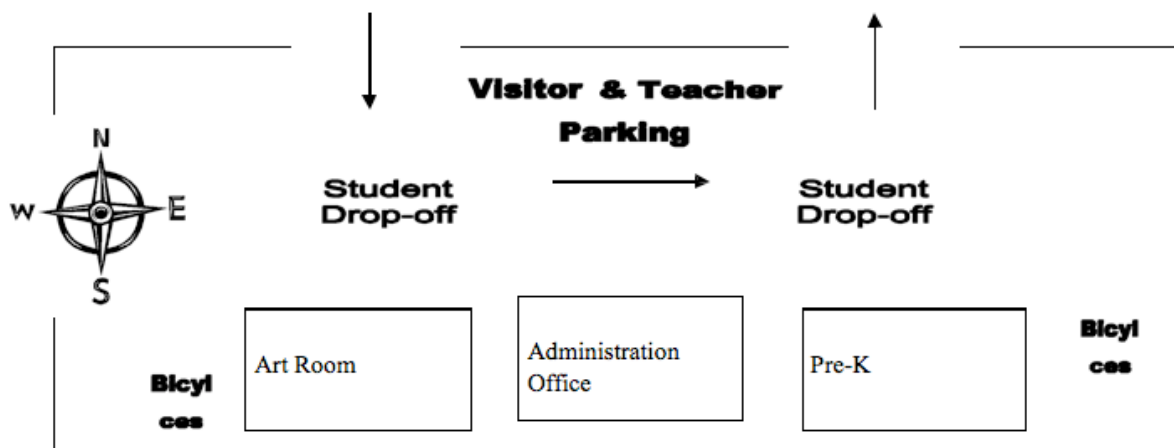 Visitor & Teacher
Parking
N
W
E
S
Student
Drop-off
Student
Drop-off
Art Room
Administration
Office
Pre-K
Bicyl
ces
Bicyl
ces